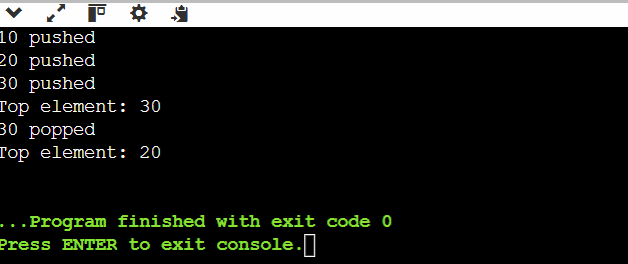 10 pushed
20 pushed
30 pushed
Top element: 30
30 popped
Top element: 20
...Program finished with exit code 0
Press ENTER to exit console.